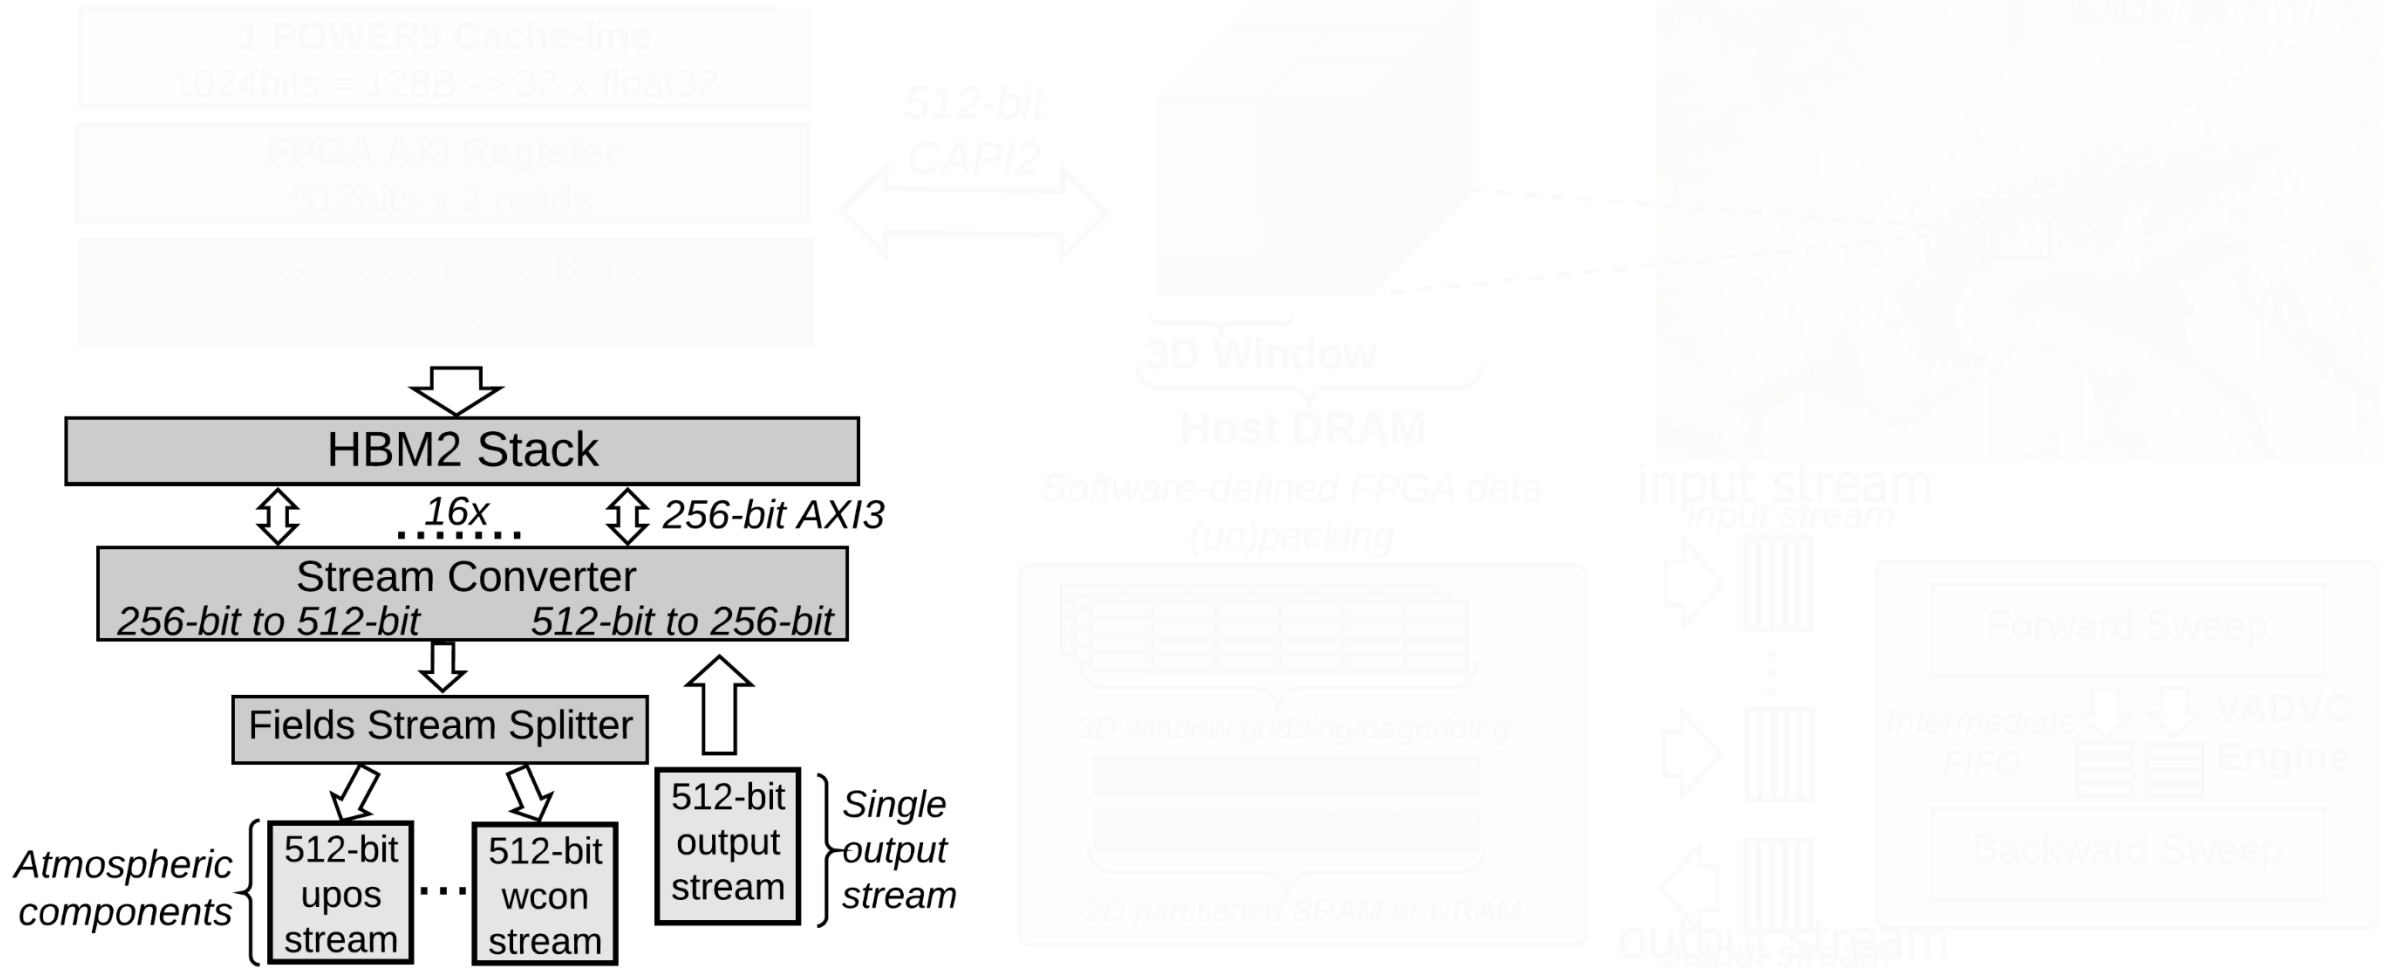 1 POWER9 Cache-line
1024bits = 128B -> 32 x float32
FPGA AXI Register
512bits x 2 reads
FPGA Cacheline Buffer
32 x float32
512-bit
CAPI2
3D Window
Host DRAM
Software-defined FPGA data
(un)packing
3D window gridding/degridding
2D partitioned BRAM or URAM
input stream
input stream
Forward Sweep
Intermediate
FIFO
VADVC
Engine
Backward Sweep
output stream
output stream
HBM2 Stack
16x
256-bit AXI3
Stream Converter
256-bit to 512-bit
512-bit to 256-bit
Fields Stream Splitter
Atmospheric
components
512-bit
upos
stream
512-bit
wcon
stream
512-bit
output
stream
Single
output
stream